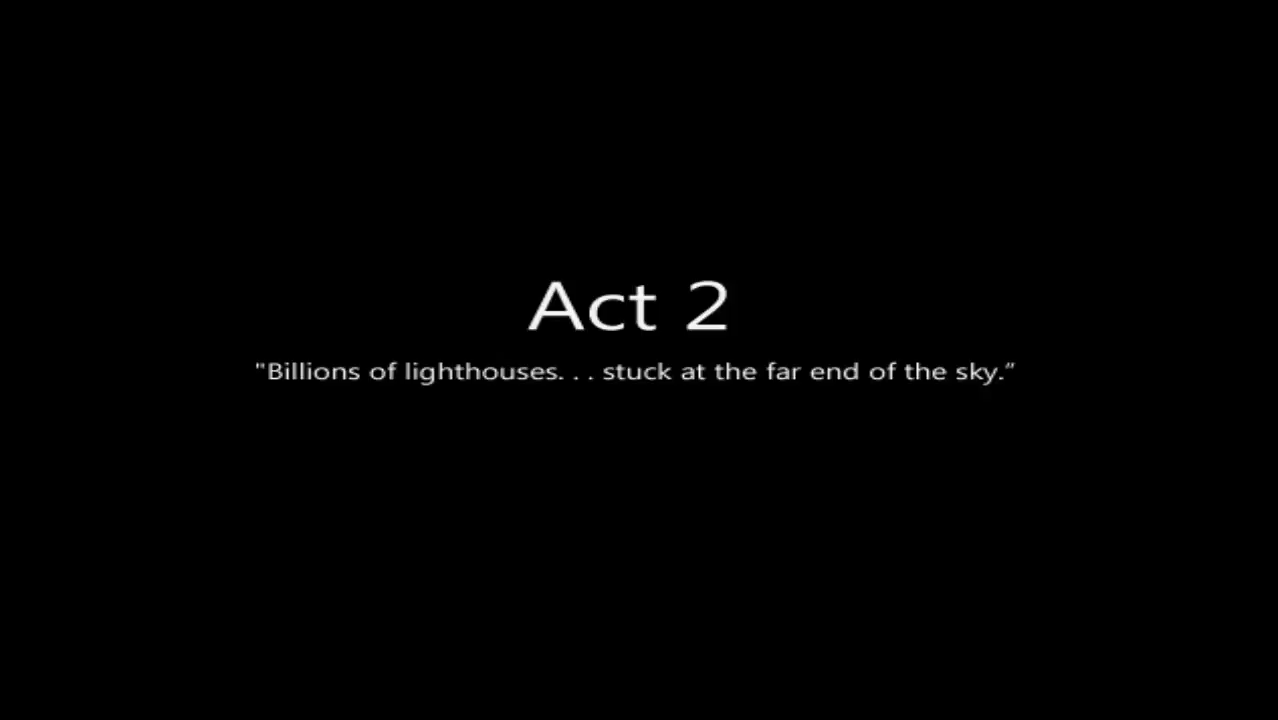 Act 2
"Billions of lighthouses. . . stuck at the far end of the sky.”